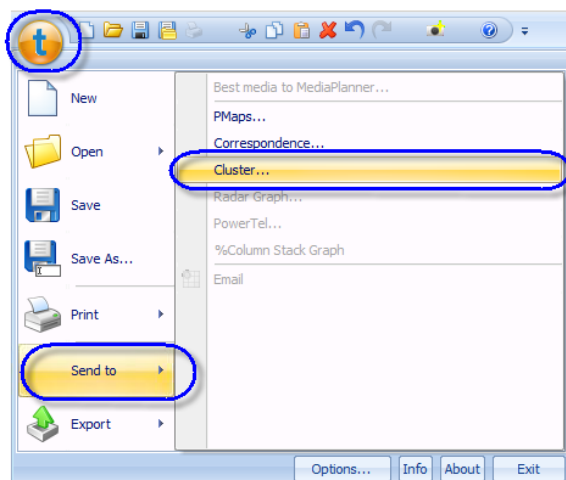 t
New
Open
Save
Save As...
Print
Send to
Export
Best media to MediaPlanner...
PMaps...
Correspondence...
Cluster...
Radar Graph...
PowerTel...
%Column Stack Graph
Email
Options...
Info
About
Exit